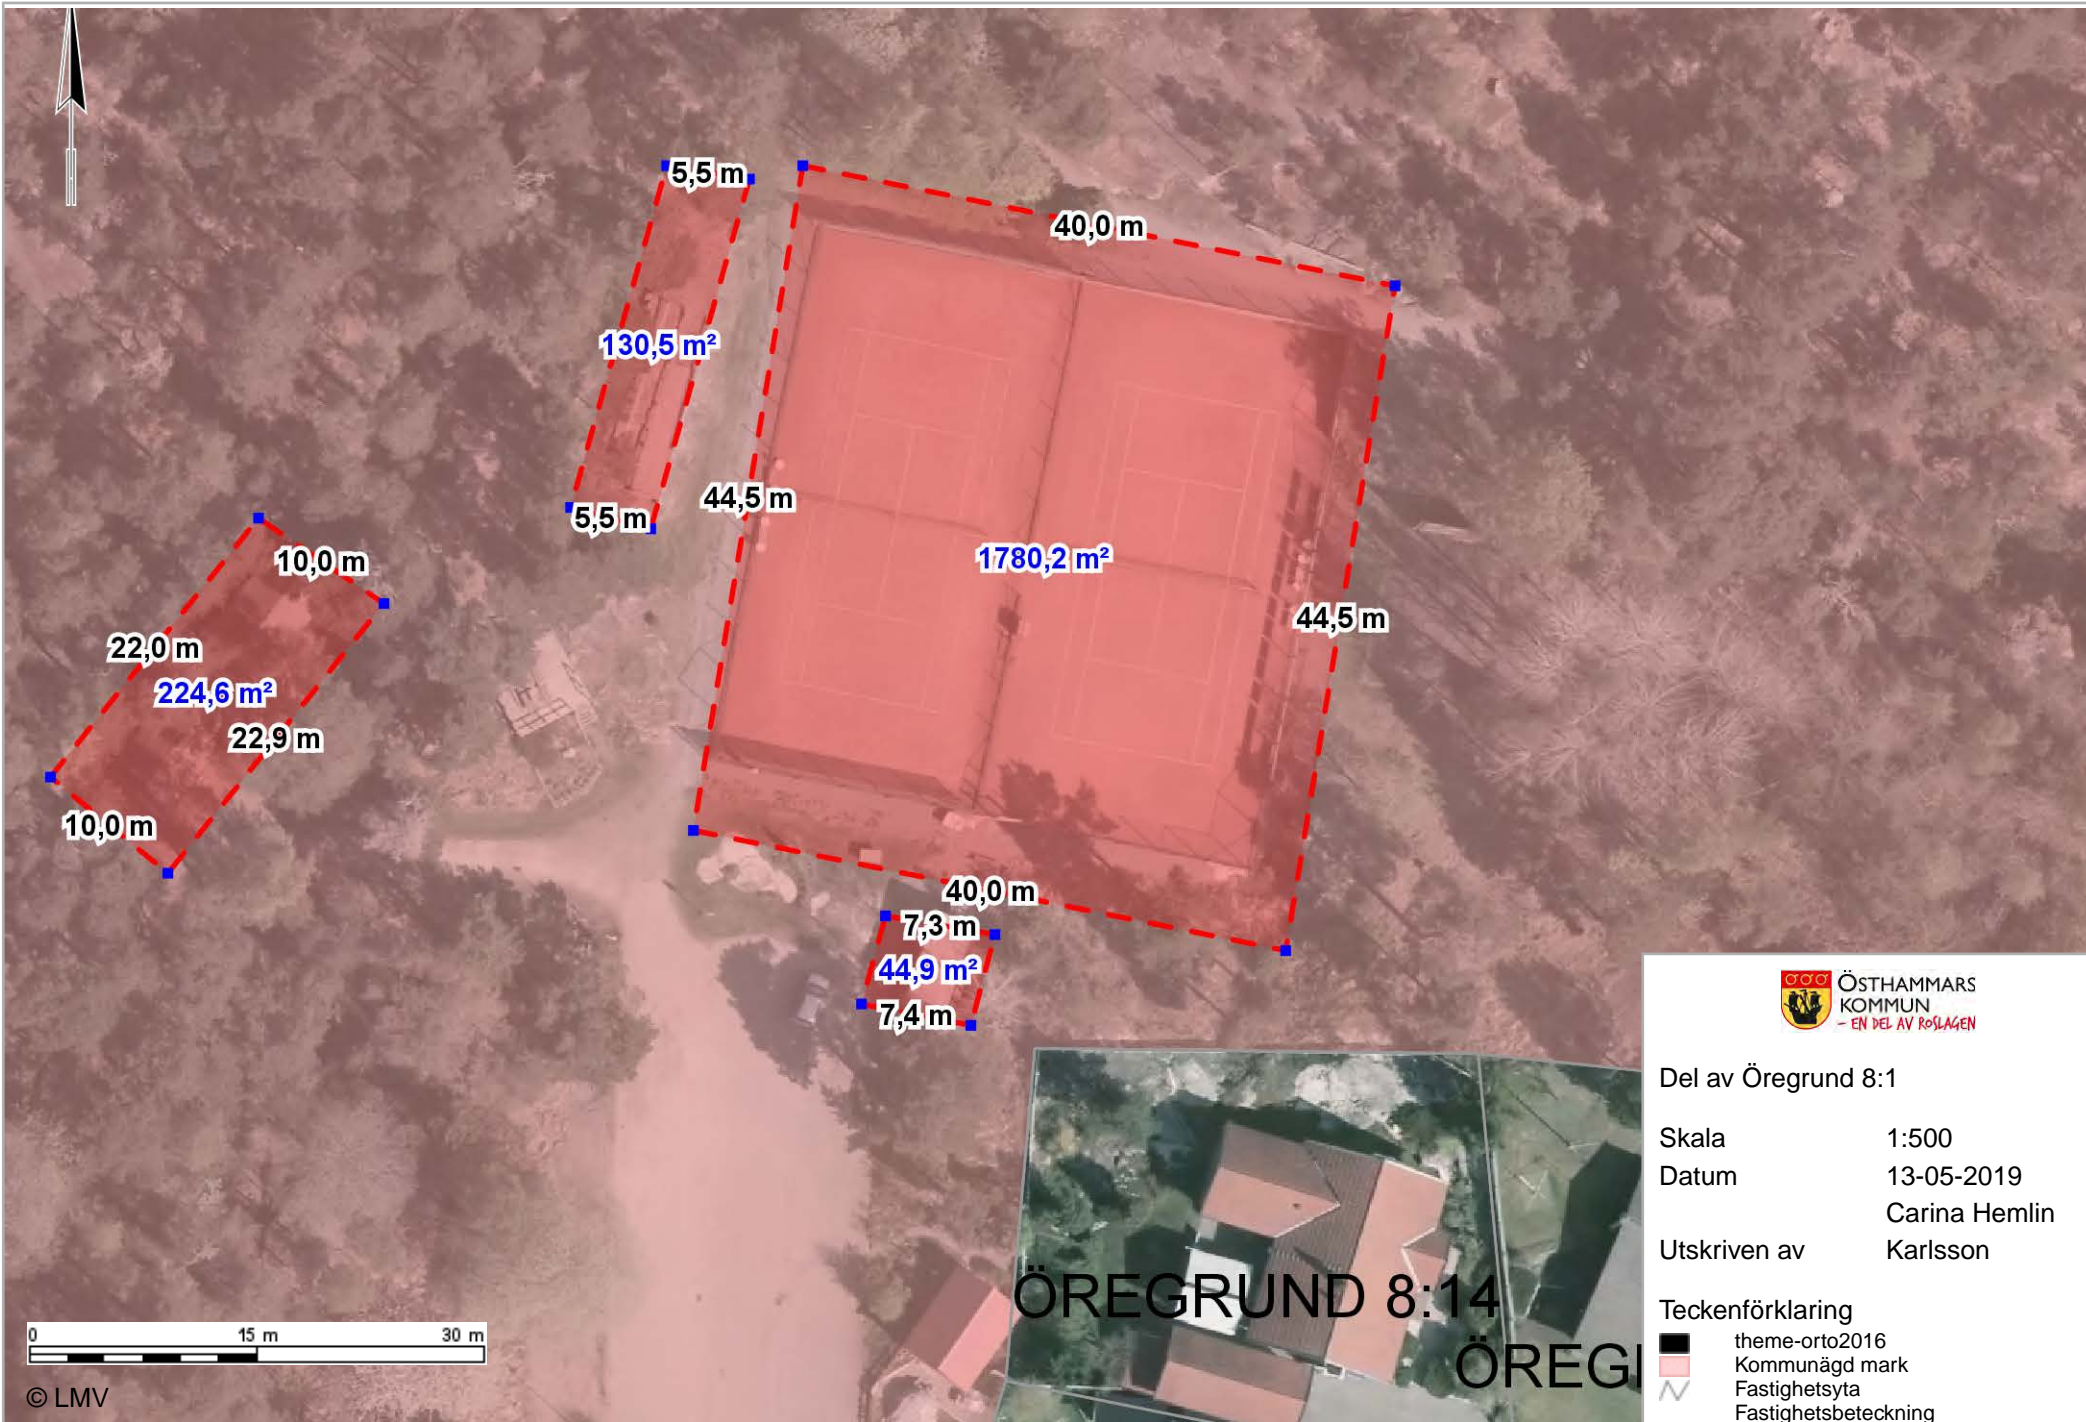 5,5 m
40,0 m
130,5 m²
5,5 m
44,5 m
10,0 m
1780,2 m²
44,5 m
22,0 m
224,6 m²
22,9 m
10,0 m
40,0 m
7,3 m
44,9 m²
7,4 m
ÖREGRUND 8:14
ÖREG
0 15 m 30 m
© LMV
ÖSTHAMMARS
KOMMUN
- EN DEL AV ROSLAGEN
Del av Öregrund 8:1
Skala 1:500
Datum 13-05-2019
Carina Hemlin
Utskriven av Karlsson
Teckenförklaring
theme-orto2016
Kommunägd mark
Fastighetsyta
Fastighetsbeteckning